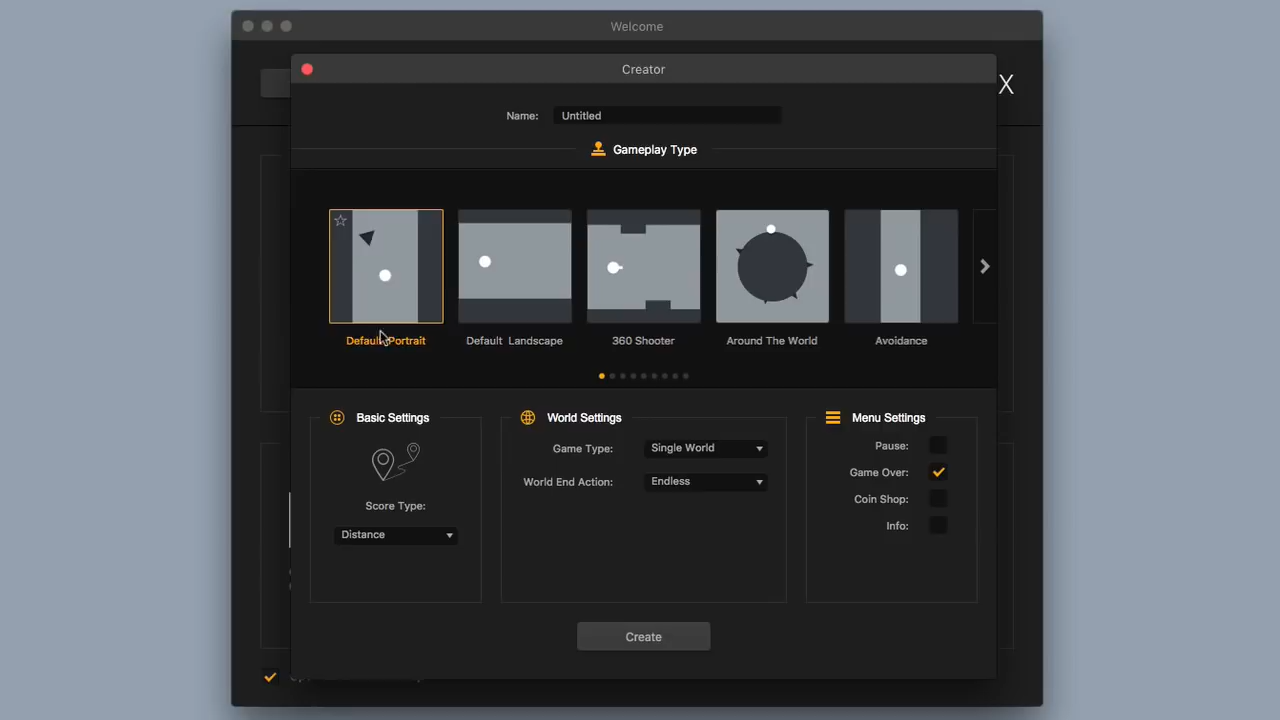 Welcome
Creator
X
Name: Untitled
Gameplay Type
Default Portrait
Default Landscape
360 Shooter
Around The World
Avoidance
Basic Settings
World Settings
Menu Settings
Game Type: Single World
Pause:
Game Over:
World End Action: Endless
Coin Shop:
Score Type:
Info:
Distance
Create